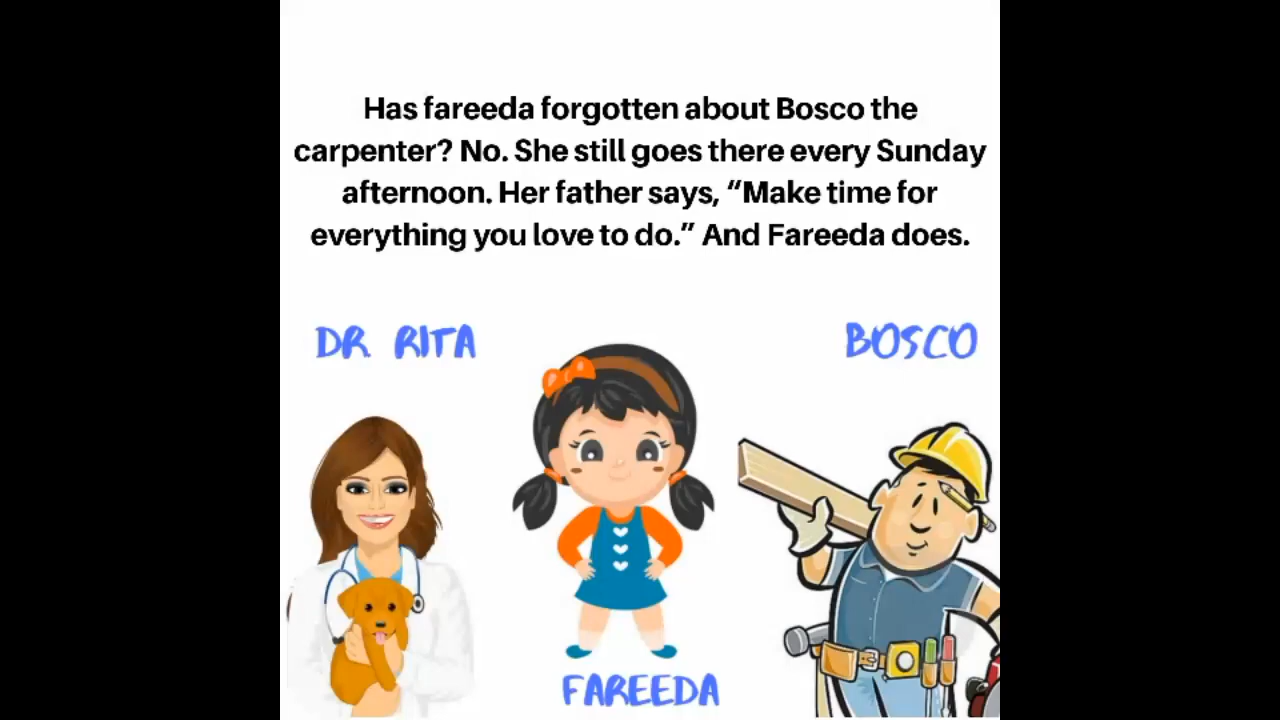 Has fareeda forgotten about Bosco the
carpenter? No. She still goes there every Sunday
afternoon. Her father says, “Make time for
everything you love to do.” And Fareeda does.
DR RITA
BOSCO
FAREEDA